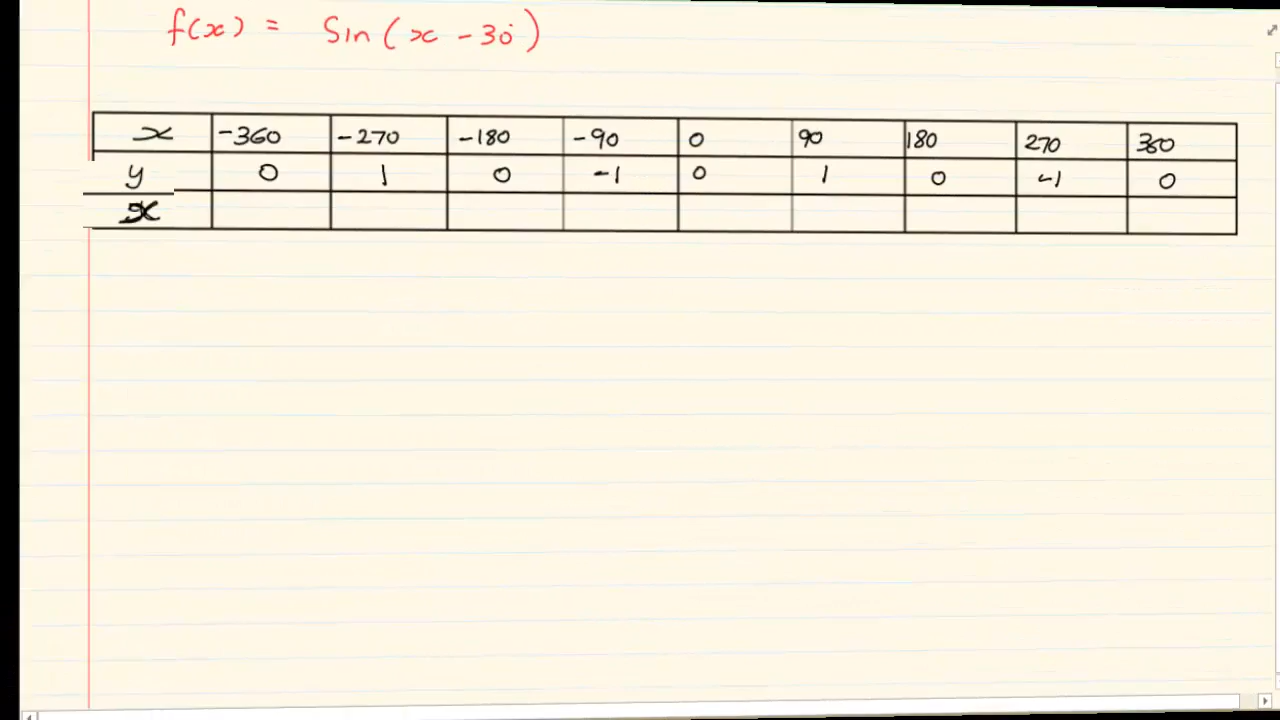 f(x) = Sin(x - 30°)
x -360 -270 -180 -90 0 90 180 270 360
y 0 1 0 -1 0 1 0 -1 0
x